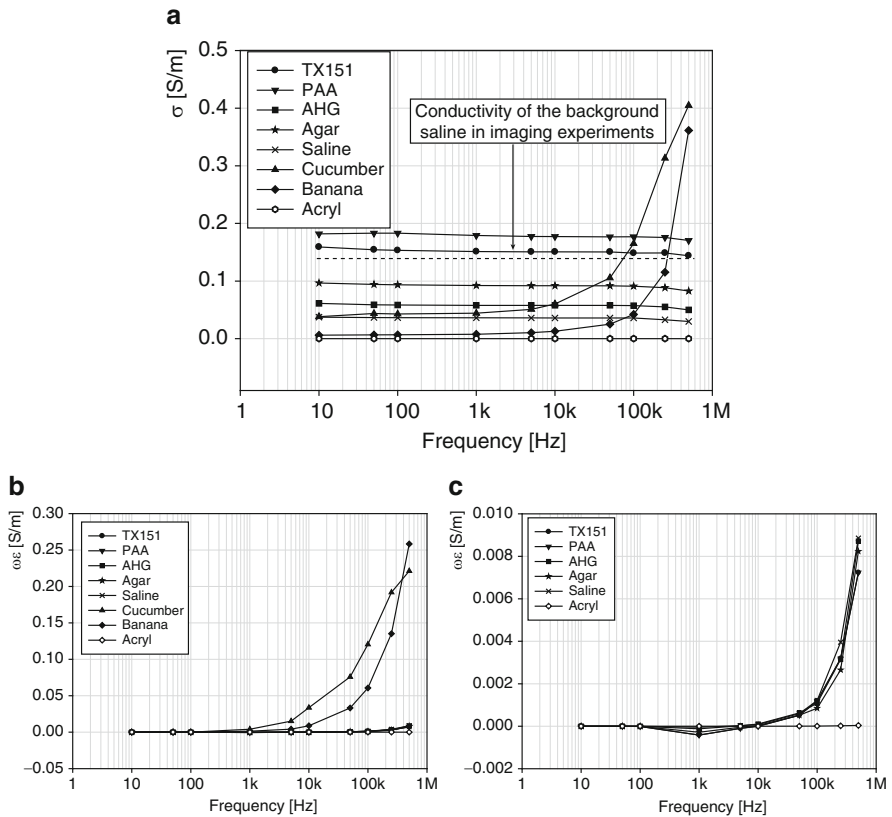 a
σ [S/m]
0.5
0.4
0.3
0.2
0.1
0.0
TX151
PAA
AHG
Agar
Saline
Cucumber
Banana
Acryl
Conductivity of the background
saline in imaging experiments
1 10 100 1k 10k 100k 1M
Frequency [Hz]
b
ωε [S/m]
0.30
0.25
0.20
0.15
0.10
0.05
0.00
−0.05
TX151
PAA
AHG
Agar
Saline
Cucumber
Banana
Acryl
1 10 100 1k 10k 100k 1M
Frequency [Hz]
c
ωε [S/m]
0.010
0.008
0.006
0.004
0.002
0.000
−0.002
TX151
PAA
AHG
Agar
Saline
Acryl
1 10 100 1k 10k 100k 1M
Frequency [Hz]